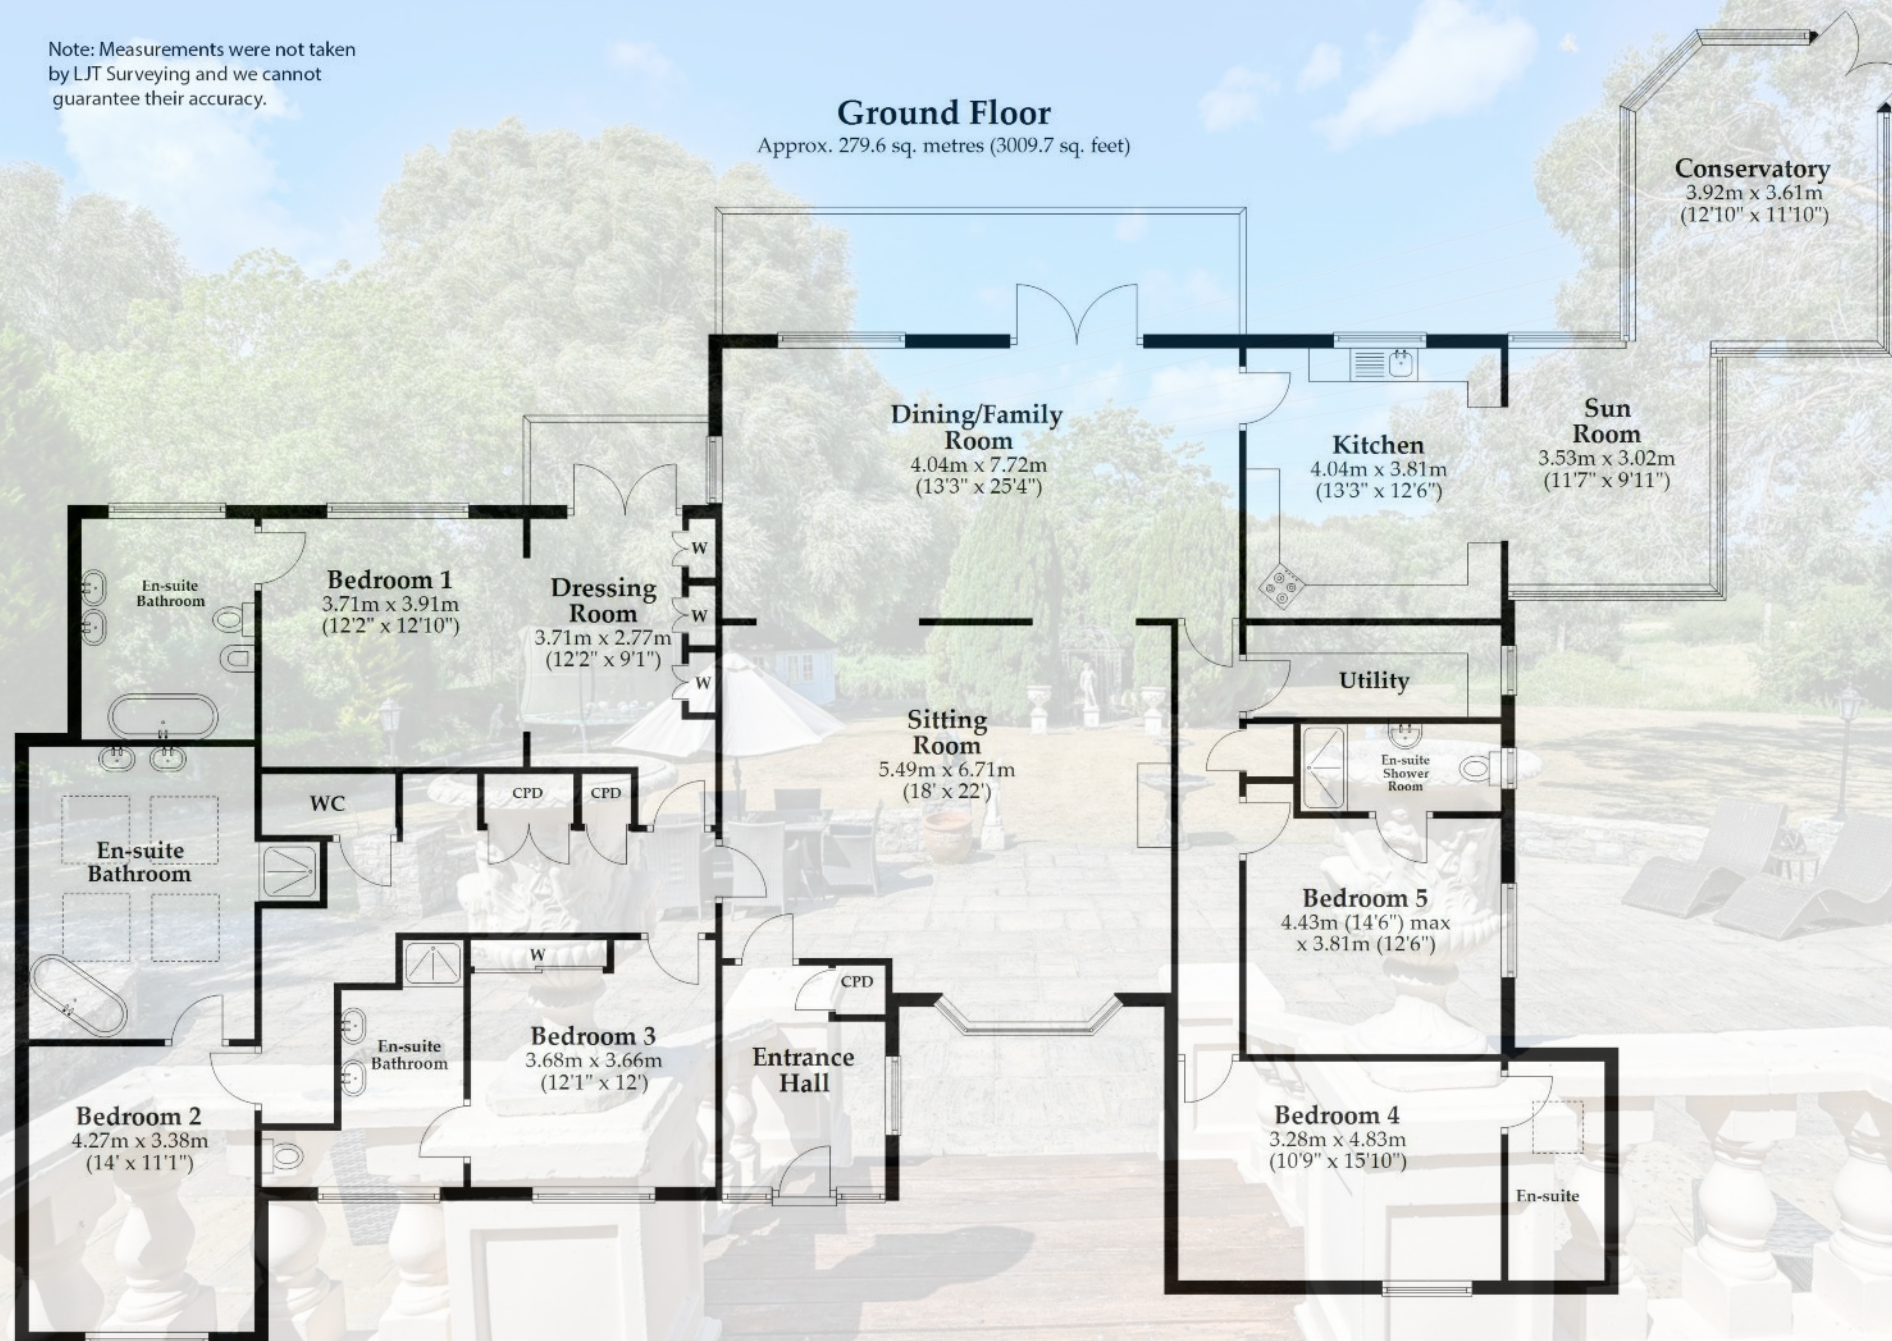 Note: Measurements were not taken
by LJT Surveying and we cannot
guarantee their accuracy.
Ground Floor
Approx. 279.6 sq. metres (3009.7 sq. feet)
Conservatory
3.92m x 3.61m
(12'10" x 11'10")
Dining/Family
Room
4.04m x 7.72m
(13'3" x 25'4")
Kitchen
4.04m x 3.81m
(13'3" x 12'6")
Sun
Room
3.53m x 3.02m
(11'7" x 9'11")
En-suite
Bathroom
Bedroom 1
3.71m x 3.91m
(12'2" x 12'10")
Dressing
Room
3.71m x 2.77m
(12'2" x 9'1")
W
W
W
Sitting
Room
5.49m x 6.71m
(18' x 22')
Utility
En-suite
Shower
Room
WC
CPD
CPD
En-suite
Bathroom
Bedroom 5
4.43m (14'6") max
x 3.81m (12'6")
W
CPD
En-suite
Bathroom
Bedroom 3
3.68m x 3.66m
(12'1" x 12')
Entrance
Hall
Bedroom 2
4.27m x 3.38m
(14' x 11'1")
Bedroom 4
3.28m x 4.83m
(10'9" x 15'10")
En-suite